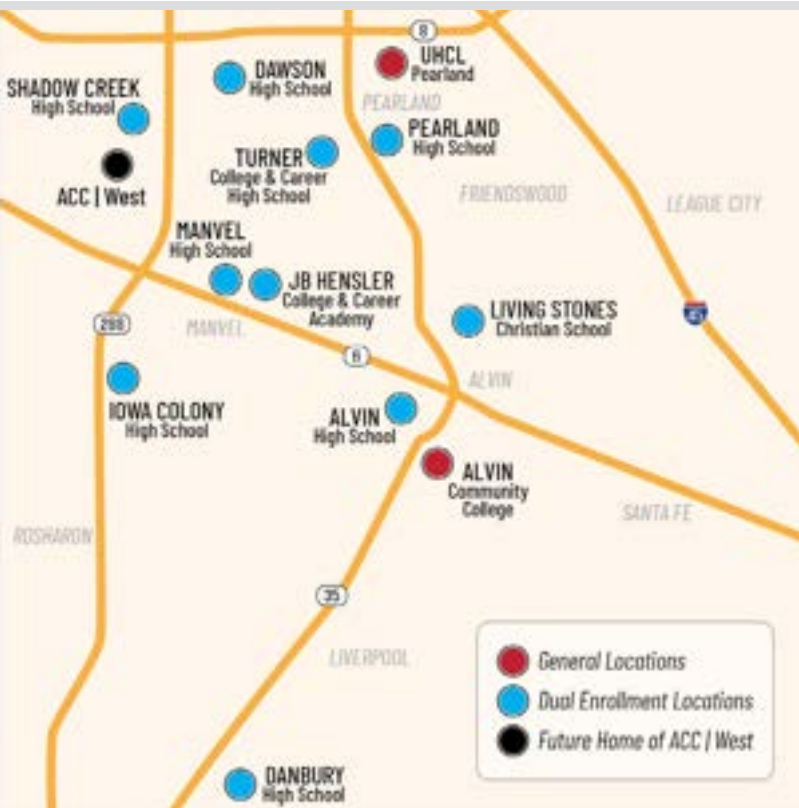 8
UHCL
Pearland
DAWSON
High School
SHADOW CREEK
High School
PEARLAND
PEARLAND
High School
TURNER
College & Career
High School
ACC | West
FRIENDSWOOD
LEAGUE CITY
MANVEL
High School
JB HENSLER
College & Career
Academy
LIVING STONES
Christian School
45
288
MANVEL
6
ALVIN
IOWA COLONY
High School
ALVIN
High School
ALVIN
Community
College
SANTA FE
ROSHARON
35
LIVERPOOL
General Locations
Dual Enrollment Locations
Future Home of ACC | West
DANBURY
High School